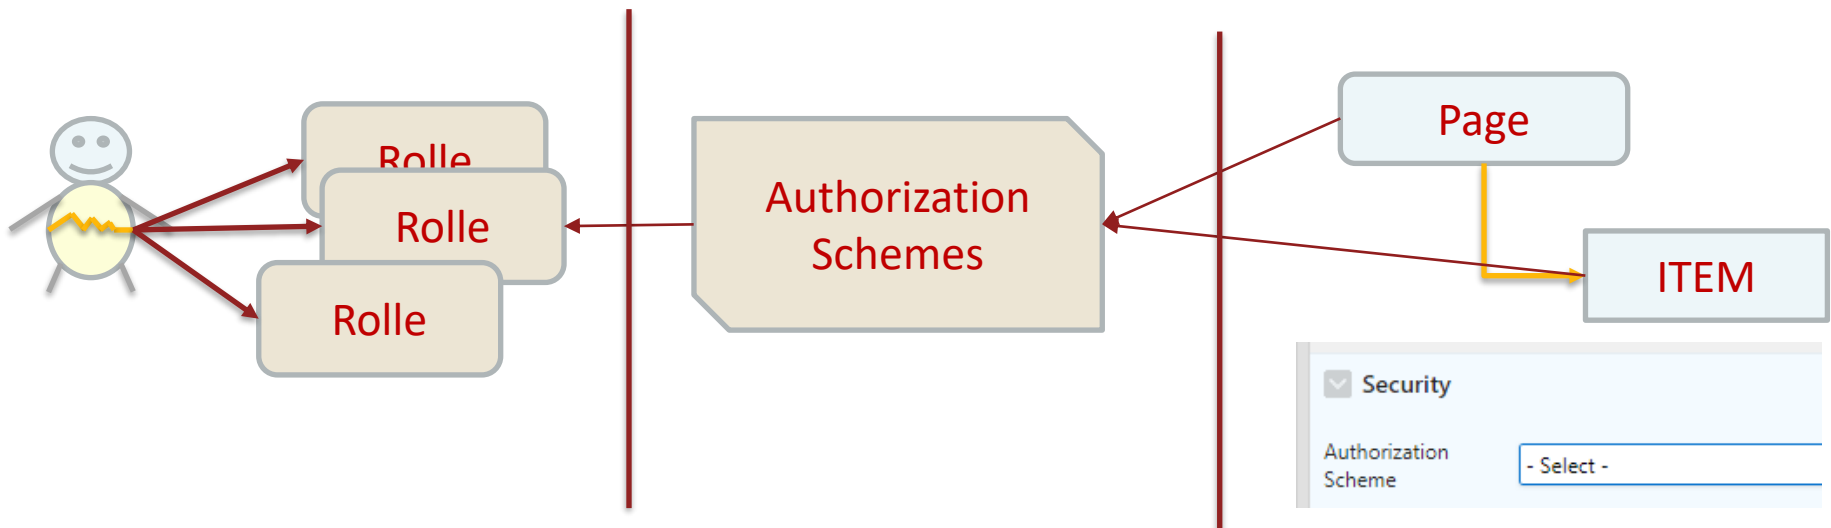 Rolle
Rolle
Rolle
Authorization
Schemes
Page
ITEM
Security
Authorization
Scheme
- Select -